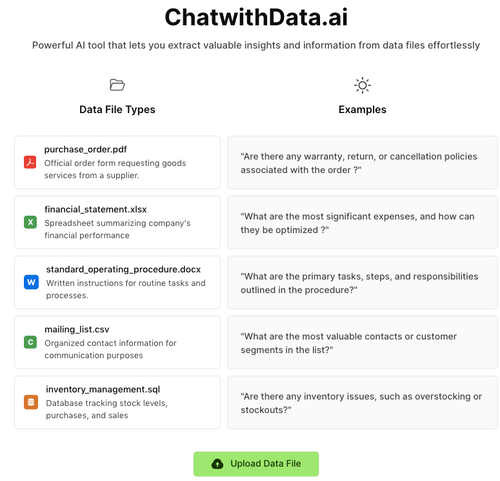 ChatwithData.ai
Powerful AI tool that lets you extract valuable insights and information from data files effortlessly
Data File Types
Examples
purchase_order.pdf
Official order form requesting goods
services from a supplier.
"Are there any warranty, return, or cancellation policies
associated with the order ?"
X
financial_statement.xlsx
Spreadsheet summarizing company's
financial performance
"What are the most significant expenses, and how can
they be optimized ?"
W
standard_operating_procedure.docx
Written instructions for routine tasks and
processes.
"What are the primary tasks, steps, and responsibilities
outlined in the procedure?"
C
mailing_list.csv
Organized contact information for
communication purposes
"What are the most valuable contacts or customer
segments in the list?"
inventory_management.sql
Database tracking stock levels,
purchases, and sales
"Are there any inventory issues, such as overstocking or
stockouts?"
Upload Data File